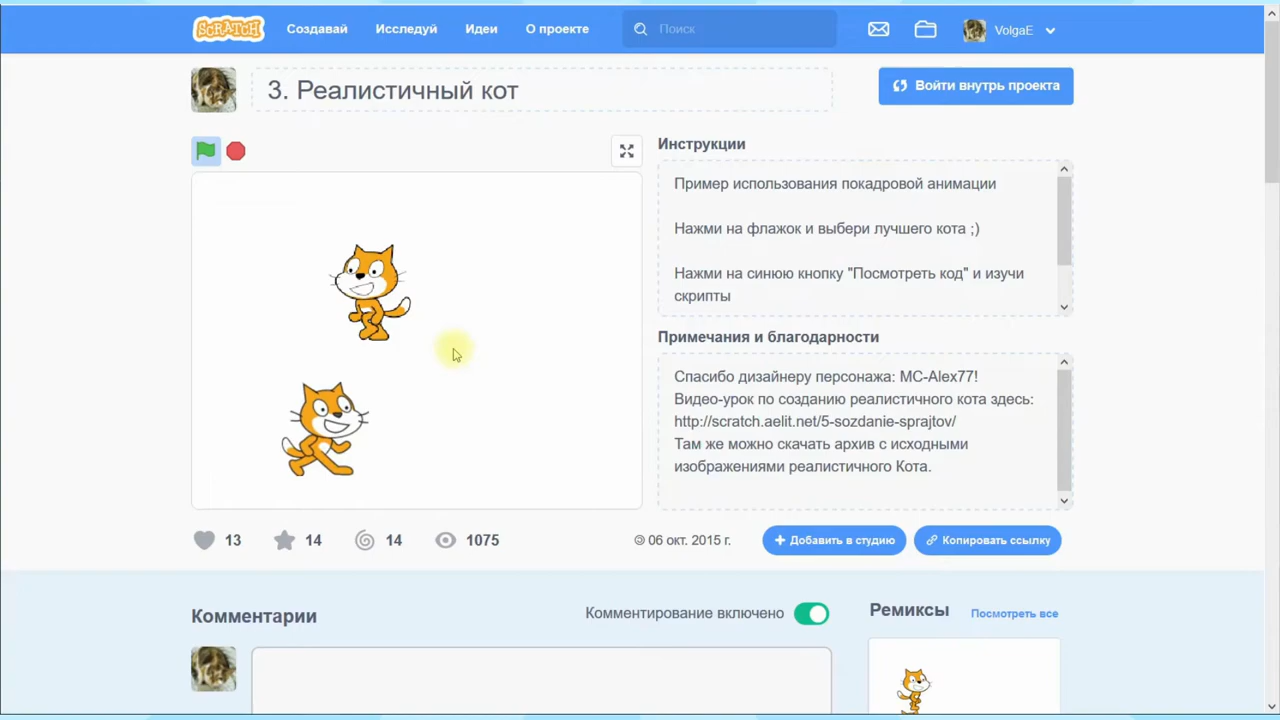 SCRATCH Создавай Исследуй Идеи О проекте Поиск VolgaE
3. Реалистичный кот
Войти внутрь проекта
Инструкции
Пример использования покадровой анимации
Нажми на флажок и выбери лучшего кота ;)
Нажми на синюю кнопку "Посмотреть код" и изучи
скрипты
Примечания и благодарности
Спасибо дизайнеру персонажа: MC-Alex77!
Видео-урок по созданию реалистичного кота здесь:
http://scratch.aelit.net/5-sozdanie-sprajtov/
Там же можно скачать архив с исходными
изображениями реалистичного Кота.
13 14 14 1075
© 06 окт. 2015 г.
Добавить в студию
Копировать ссылку
Комментарии
Комментирование включено
Ремиксы
Посмотреть все